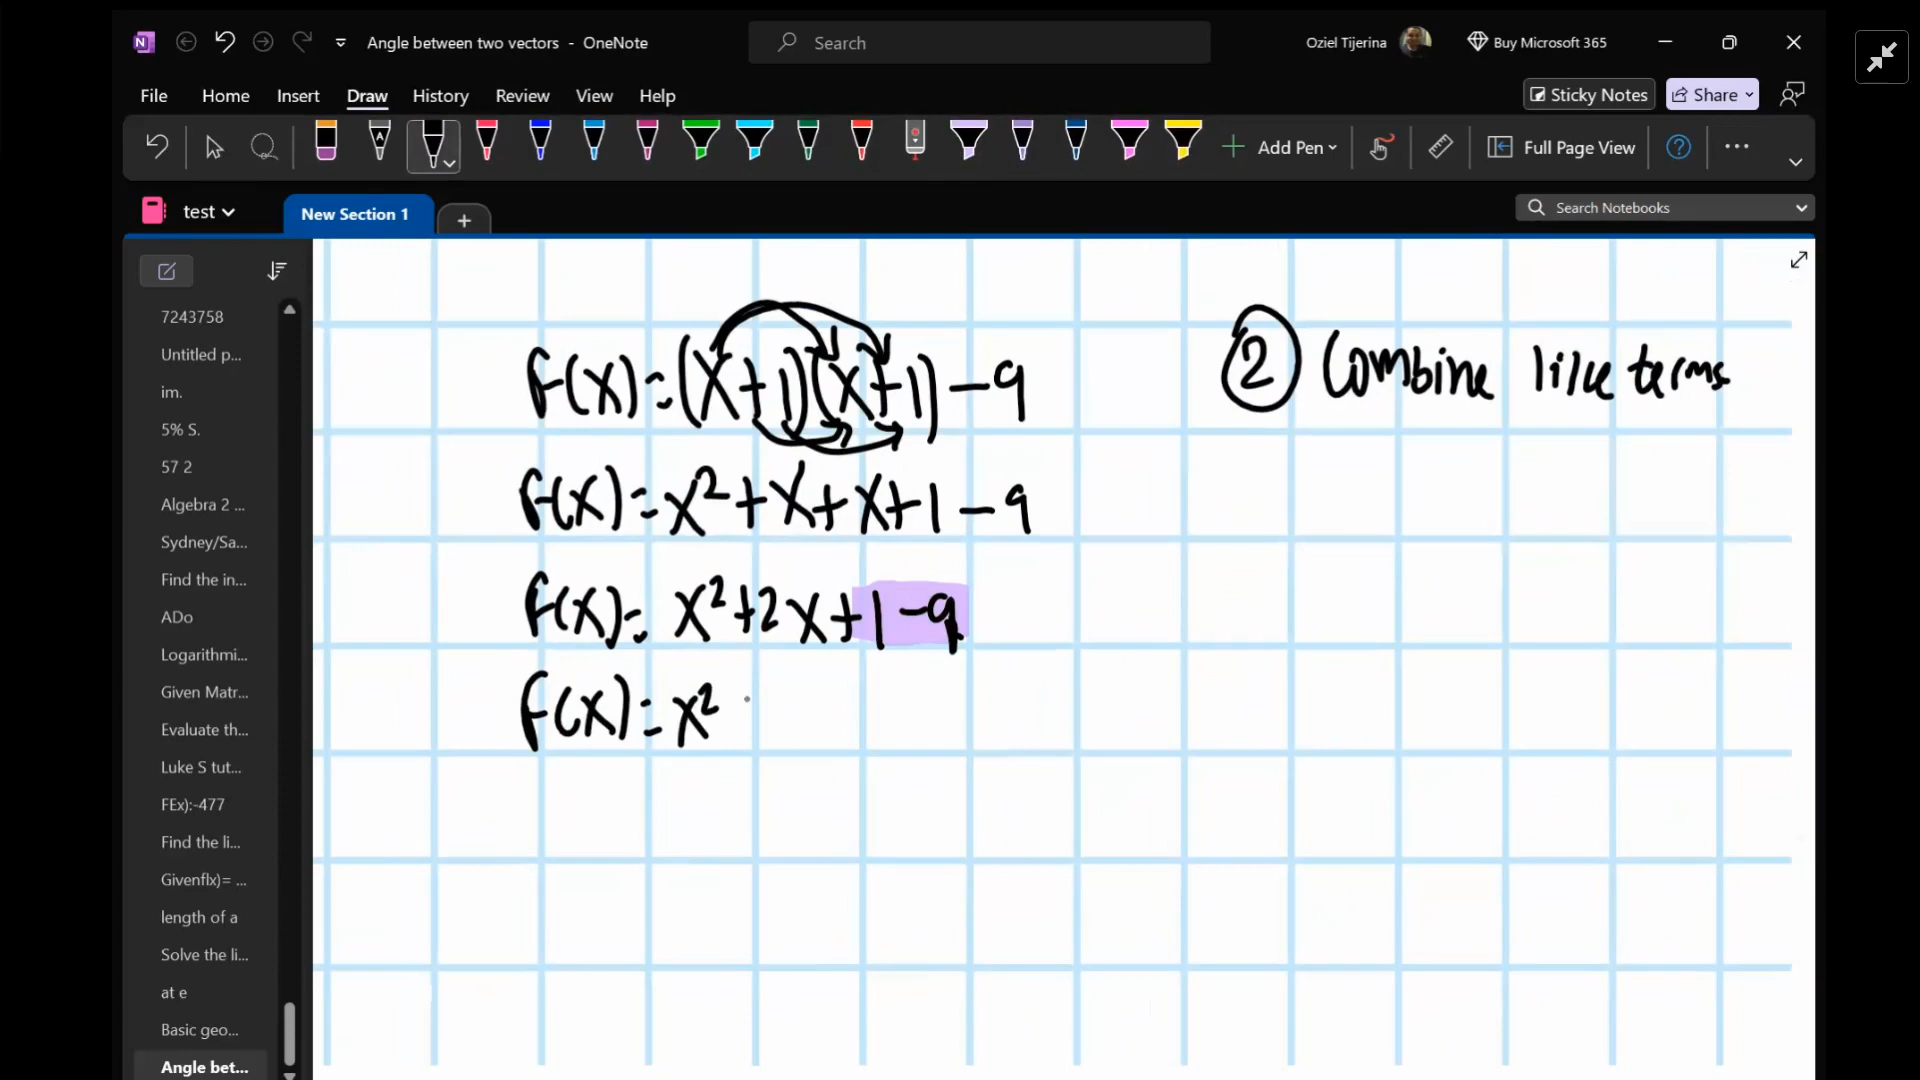 Angle between two vectors - OneNote
Search
Oziel Tijerina
Buy Microsoft 365
File Home Insert Draw History Review View Help
Sticky Notes
Share
Add Pen
Full Page View
test
New Section 1
Search Notebooks
7243758
Untitled p...
im.
5% S.
57 2
Algebra 2 ...
Sydney/Sa...
Find the in...
ADo
Logarithmi...
Given Matr...
Evaluate th...
Luke S tut...
FEx):-477
Find the li...
Givenflx)= ...
length of a
Solve the li...
at e
Basic geo...
Angle bet...
f(x)=(x+1)(x+1)-9
f(x)=x²+x+x+1-9
f(x)=x²+2x+1-9
f(x)=x²
② Combine like terms